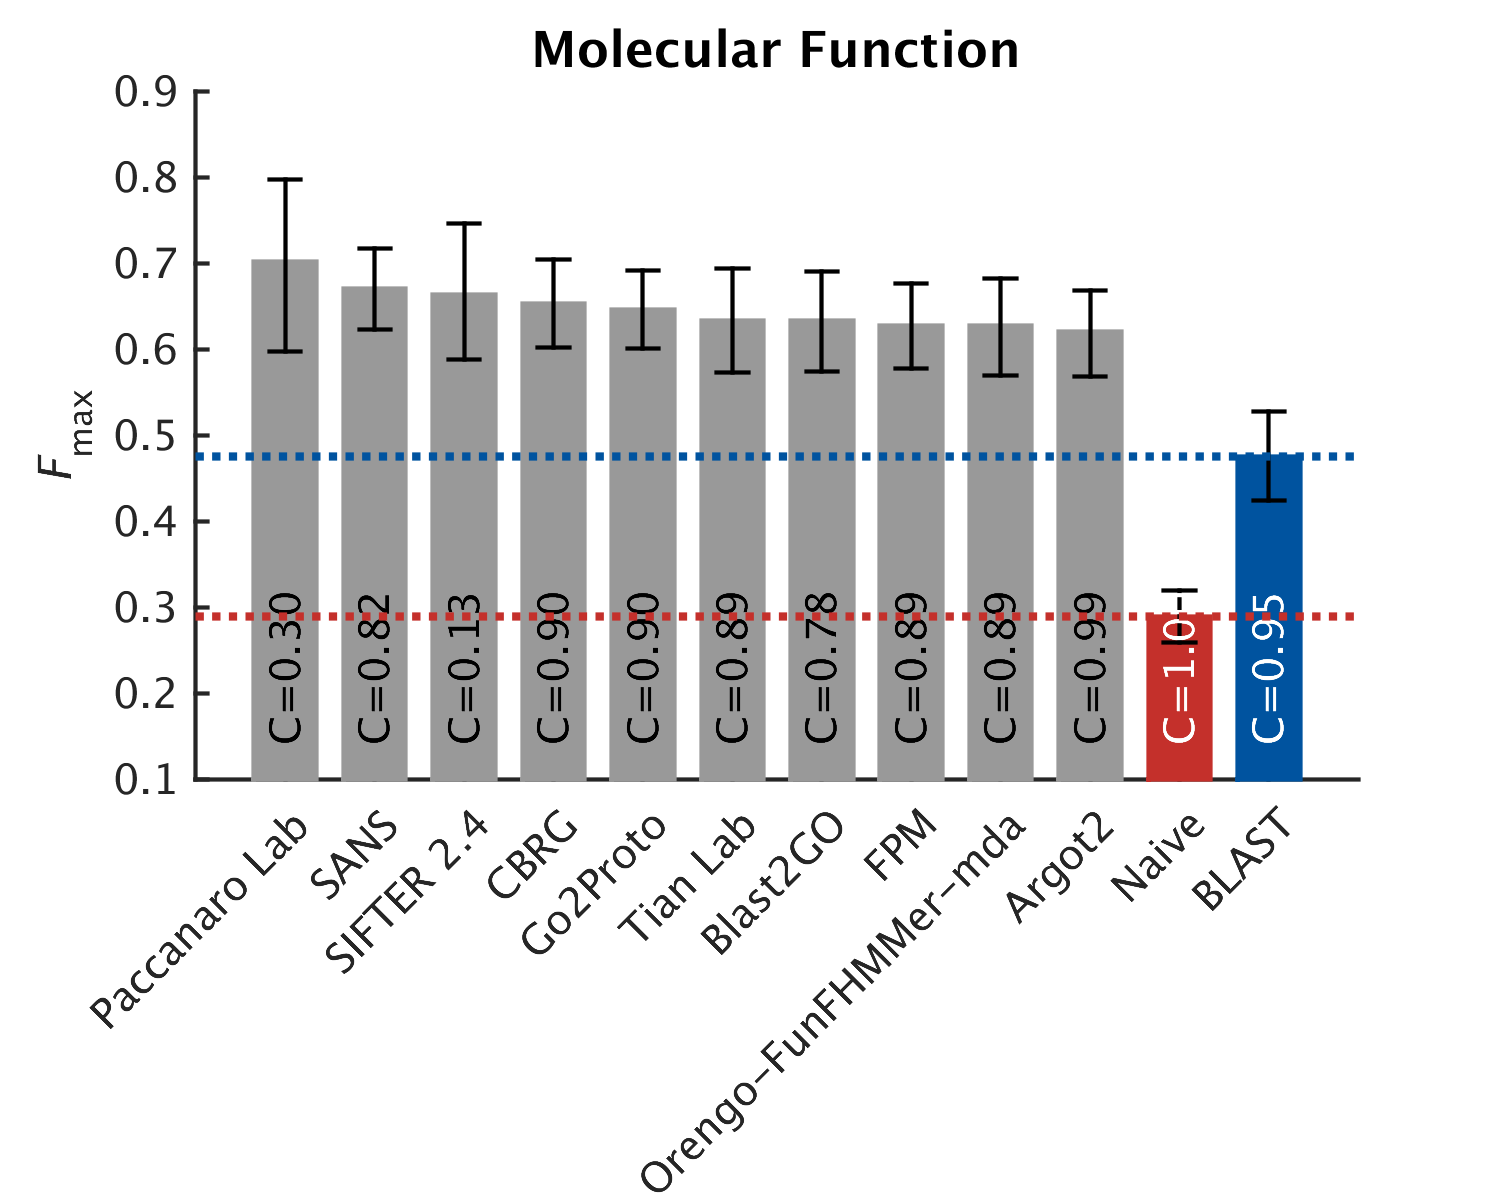 Molecular Function
0.9
0.8
0.7
0.6
0.5
0.4
0.3
0.2
0.1
Fmax
C=0.30
C=0.82
C=0.13
C=0.90
C=0.90
C=0.89
C=0.78
C=0.89
C=0.89
C=0.99
C=1.0
C=0.95
Paccanaro Lab
SANS
SIFTER 2.4
CBRG
Go2Proto
Tian Lab
Blast2GO
FPM
Orengo-FunFHMMer-mda
Argot2
Naive
BLAST